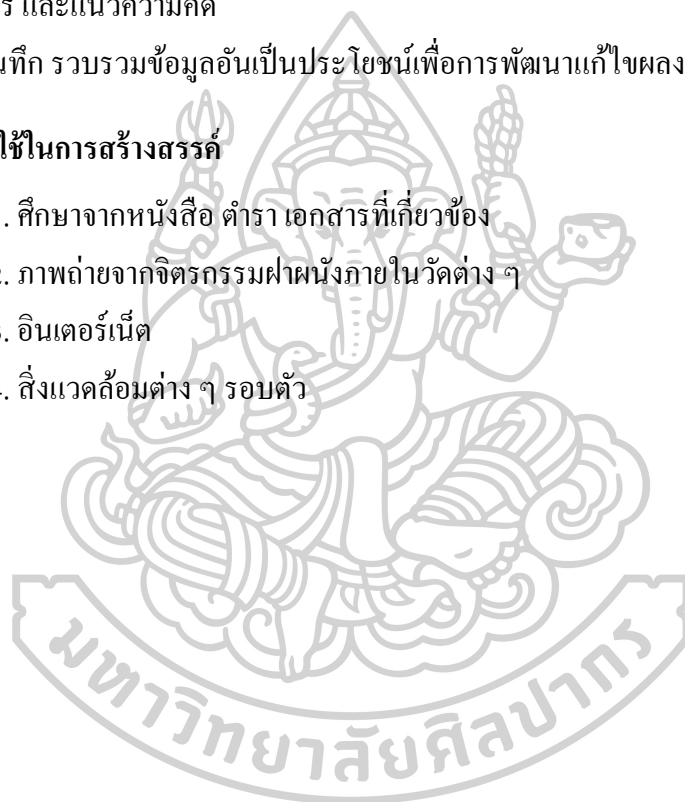 และแนวความคิด
รวบรวมข้อมูลอันเป็นประโยชน์เพื่อการพัฒนาแก้ไขผลง
ใช้ในการสร้างสรรค์
. ศึกษาจากหนังสือ ตำรา เอกสารที่เกี่ยวข้อง
. ภาพถ่ายจากจิตรกรรมฝาผนังภายในวัดต่าง ๆ
. อินเตอร์เน็ต
. สิ่งแวดล้อมต่าง ๆ รอบตัว
มหาวิทยาลัยศิลปากร